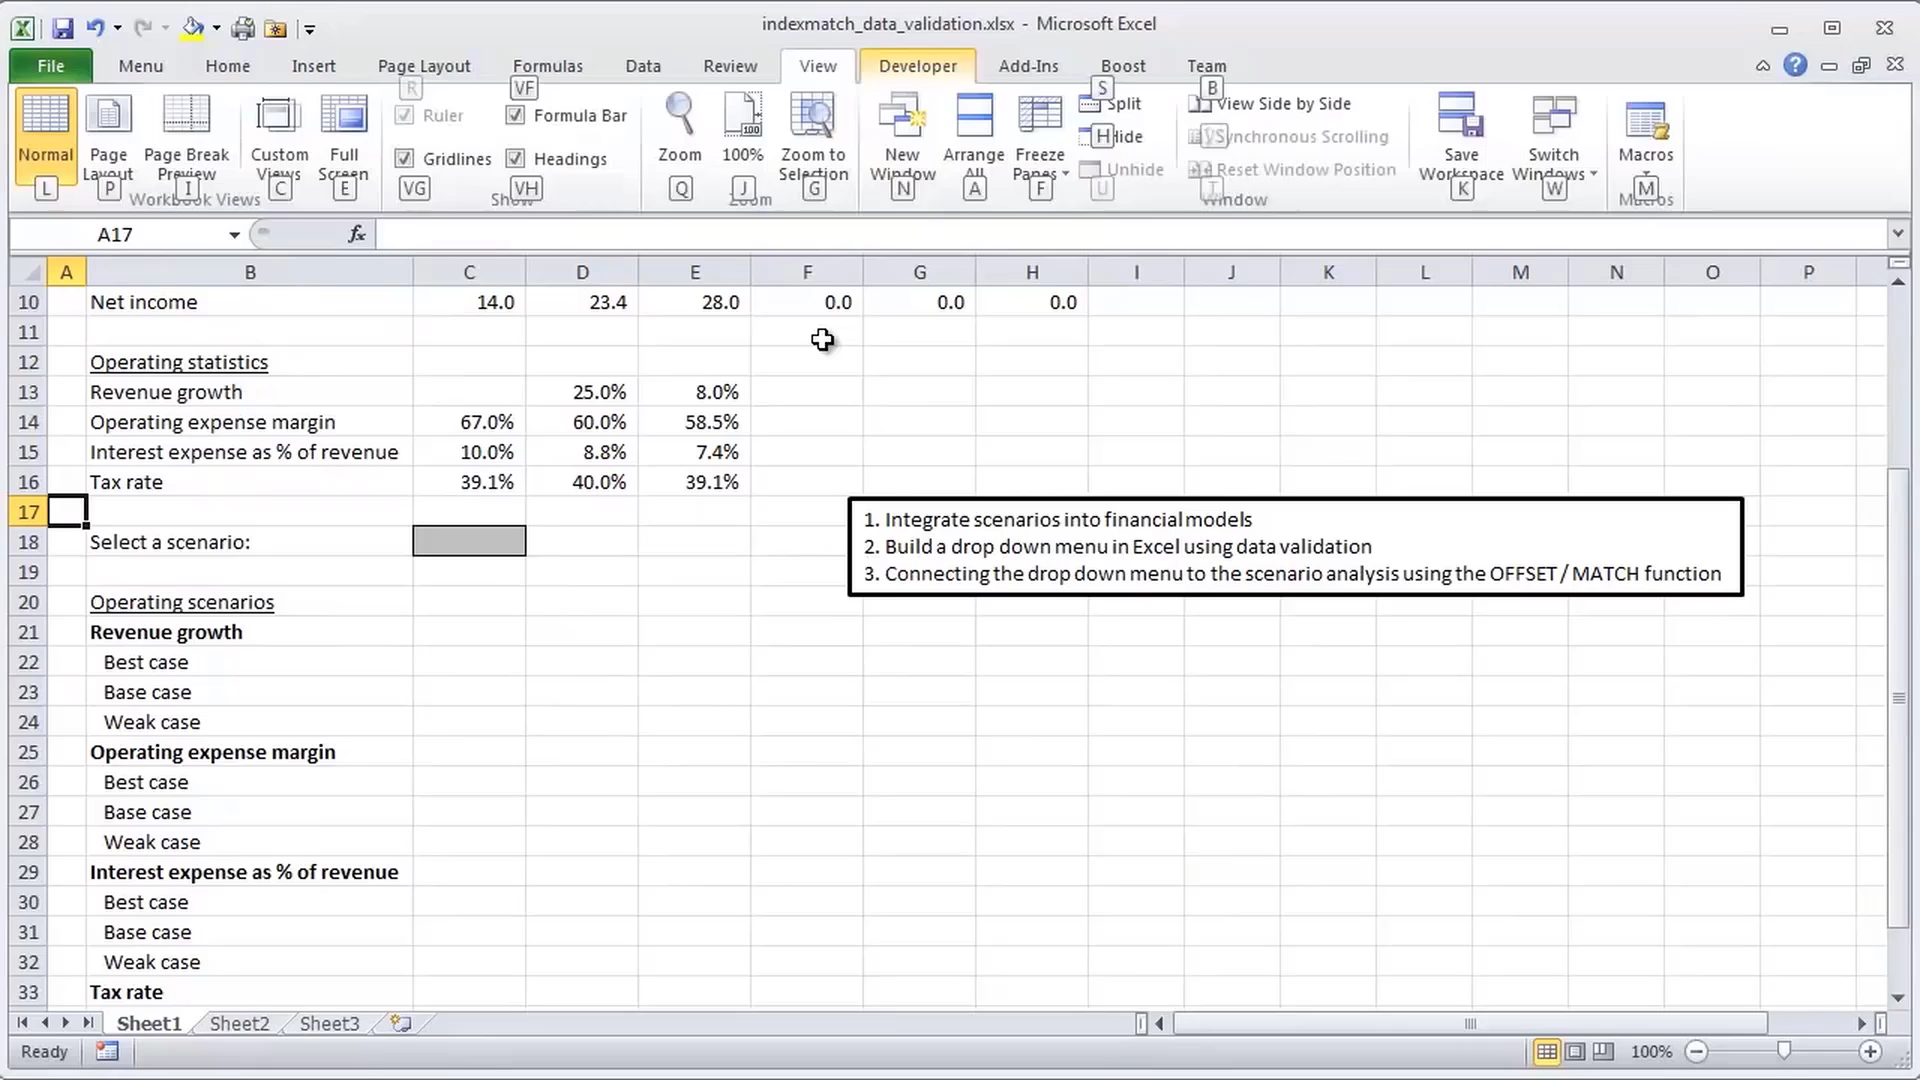 indexmatch_data_validation.xlsx - Microsoft Excel
File Menu Home Insert Page Layout Formulas Data Review View Developer Add-Ins Boost Team
R VF S B
Ruler Formula Bar Split View Side by Side
Hide Synchronous Scrolling
H YS
Normal Page Layout Page Break Preview Custom Views Full Screen Gridlines Headings Zoom 100% Zoom to Selection New Window Arrange All Freeze Panes Unhide Reset Window Position Save Workspace Switch Windows Macros
L P I C E VG VH Q J G N A F U T K W M
Workbook Views Show Zoom Window Macros
A17 fx
A B C D E F G H I J K L M N O P
10 Net income 14.0 23.4 28.0 0.0 0.0 0.0
11
12 Operating statistics
13 Revenue growth 25.0% 8.0%
14 Operating expense margin 67.0% 60.0% 58.5%
15 Interest expense as % of revenue 10.0% 8.8% 7.4%
16 Tax rate 39.1% 40.0% 39.1%
17
1. Integrate scenarios into financial models
18 Select a scenario:
2. Build a drop down menu in Excel using data validation
19
3. Connecting the drop down menu to the scenario analysis using the OFFSET / MATCH function
20 Operating scenarios
21 Revenue growth
22 Best case
23 Base case
24 Weak case
25 Operating expense margin
26 Best case
27 Base case
28 Weak case
29 Interest expense as % of revenue
30 Best case
31 Base case
32 Weak case
33 Tax rate
Sheet1 Sheet2 Sheet3
Ready 100%